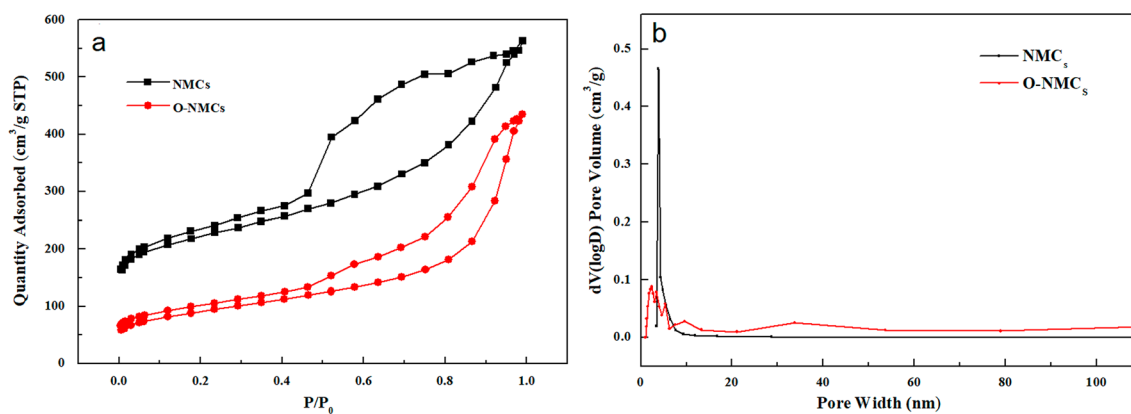 a
NMCs
O-NMCs
Quantity Adsorbed (cm³/g STP)
600
500
400
300
200
100
0
0.0 0.2 0.4 0.6 0.8 1.0
P/P₀
b
NMCₛ
O-NMCₛ
dV(logD) Pore Volume (cm³/g)
0.5
0.4
0.3
0.2
0.1
0.0
0 20 40 60 80 100
Pore Width (nm)